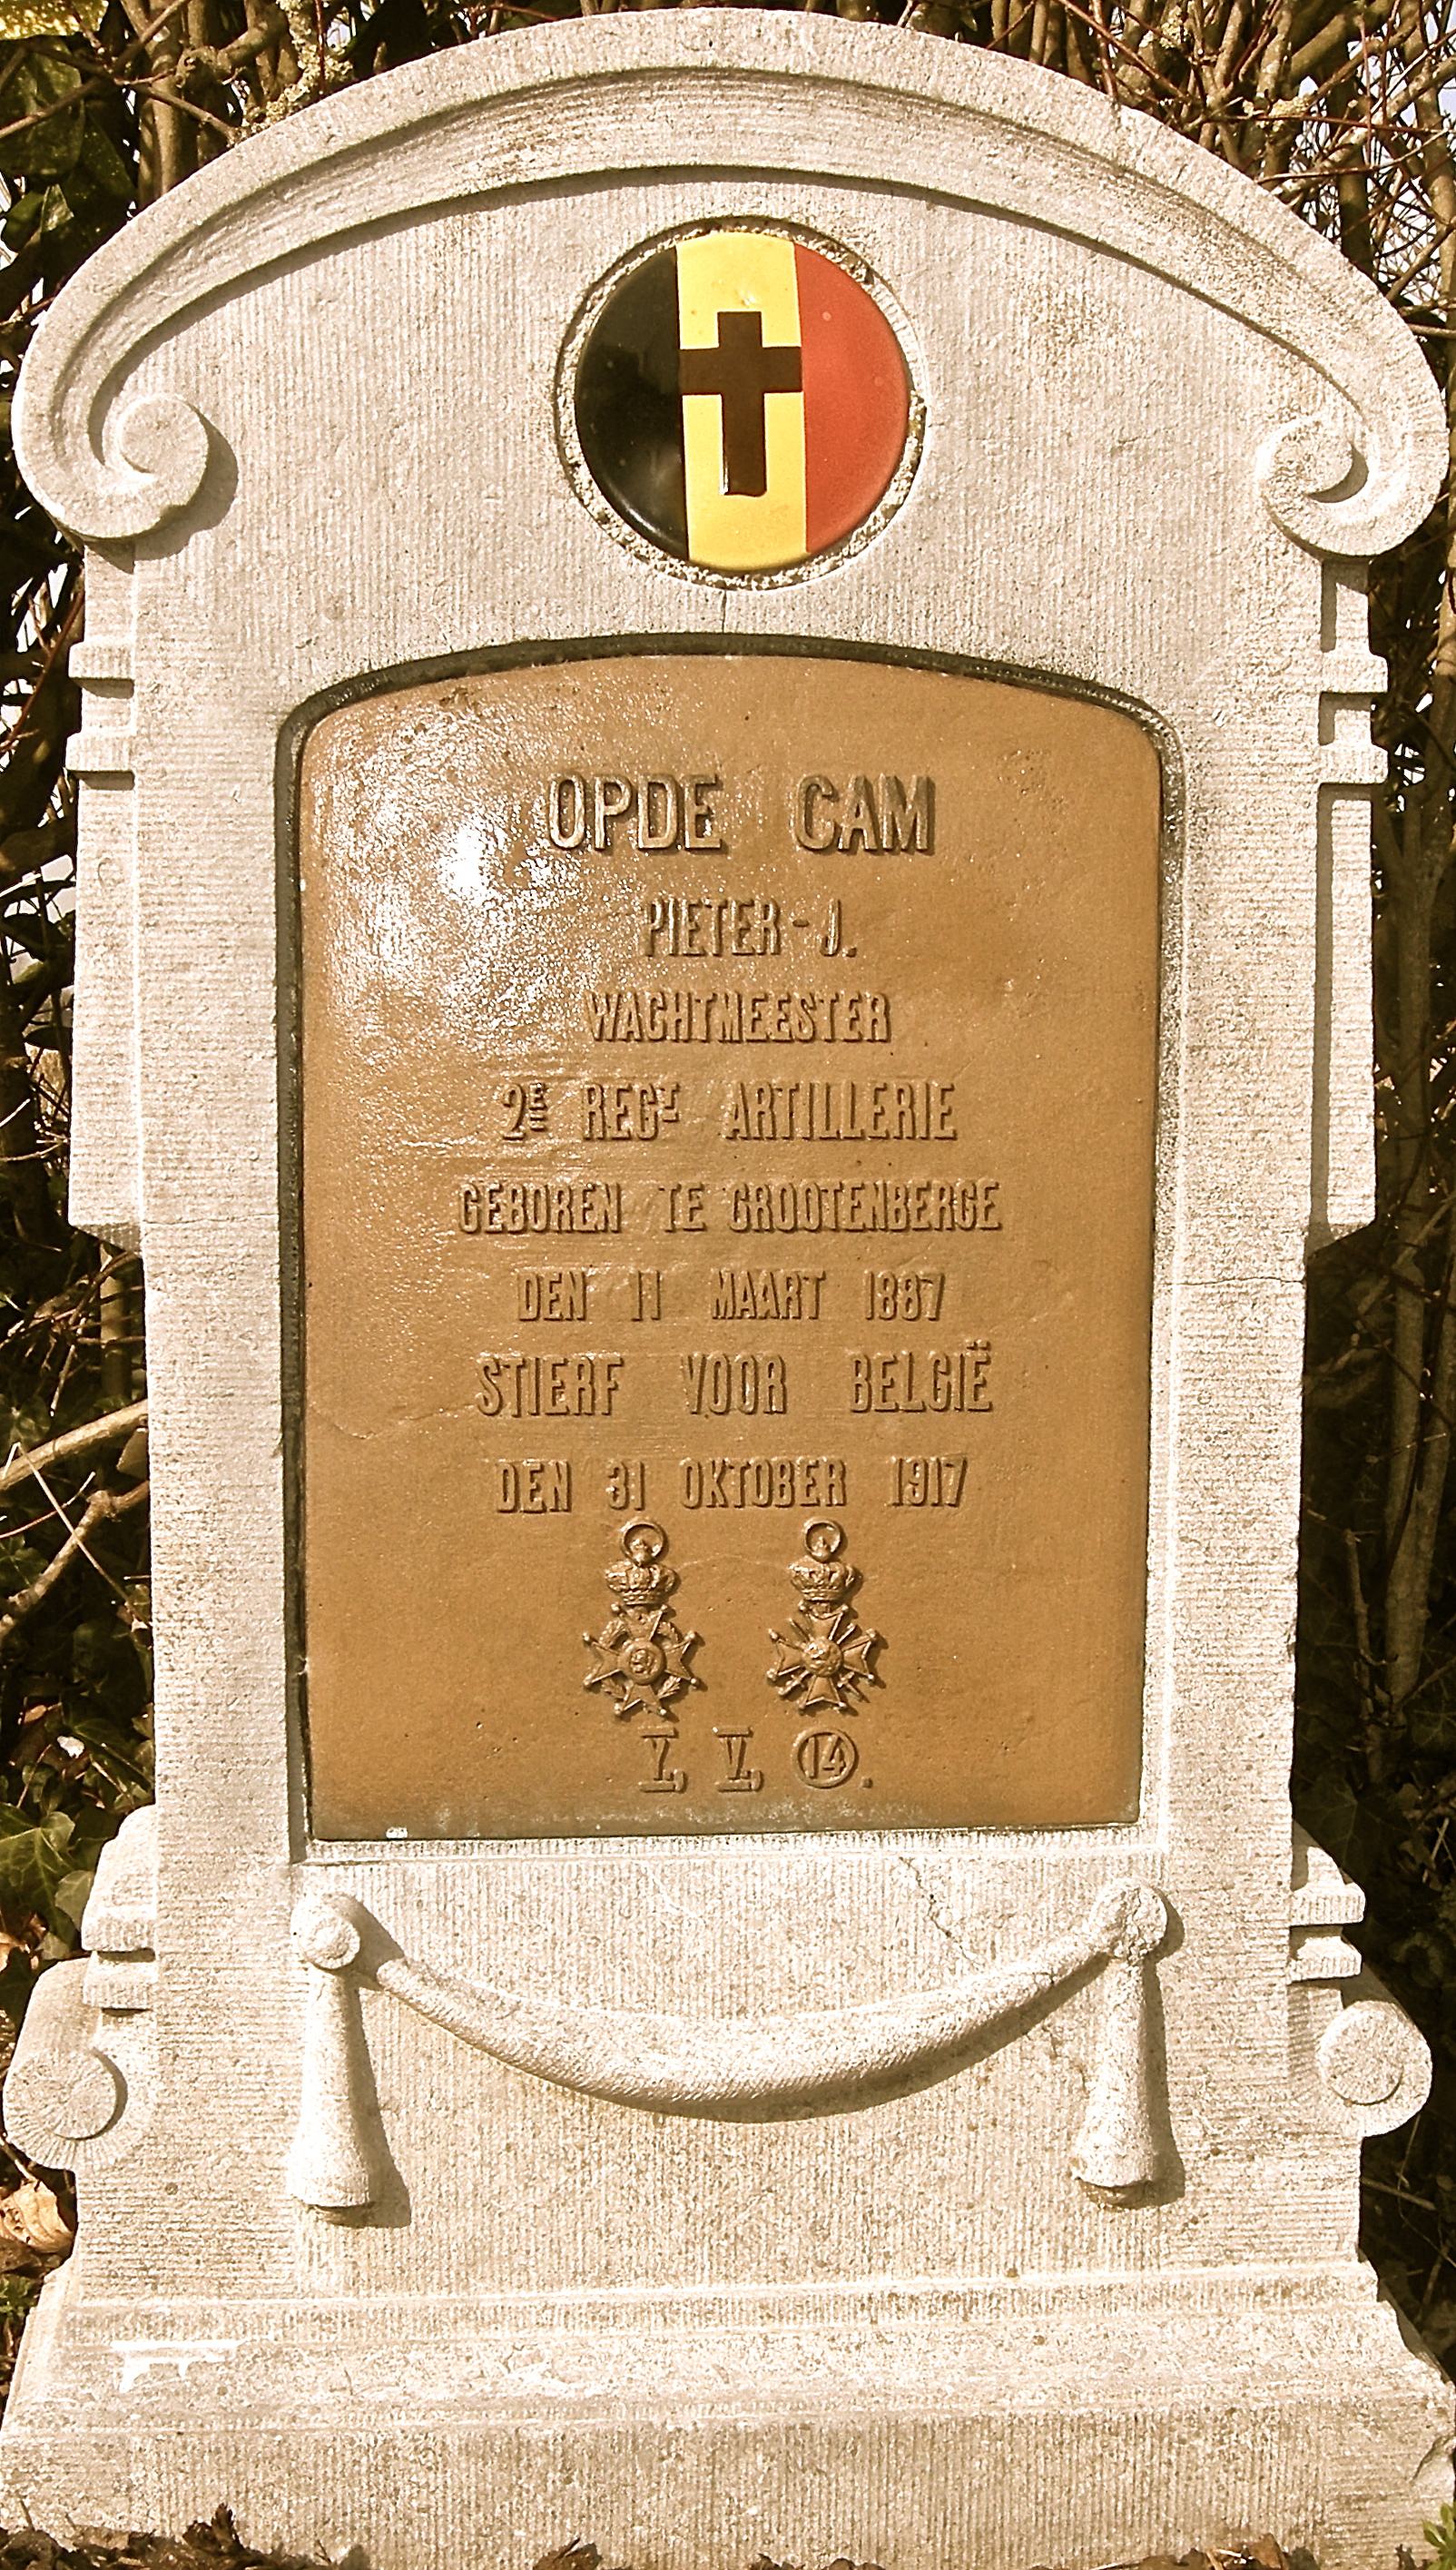 OPDE CAM
PIETER - J.
WACHTMEESTER
2E REGT ARTILLERIE
GEBOREN TE GROOTENBERGE
DEN 11 MAART 1887
STIERF VOOR BELGIË
DEN 31 OKTOBER 1917
14.